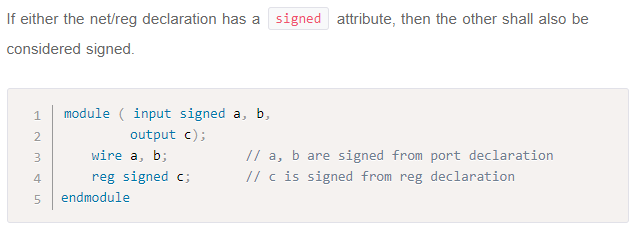 If either the net/reg declaration has a signed attribute, then the other shall also be
considered signed.
1 module ( input signed a, b,
2 output c);
3 wire a, b; // a, b are signed from port declaration
4 reg signed c; // c is signed from reg declaration
5 endmodule